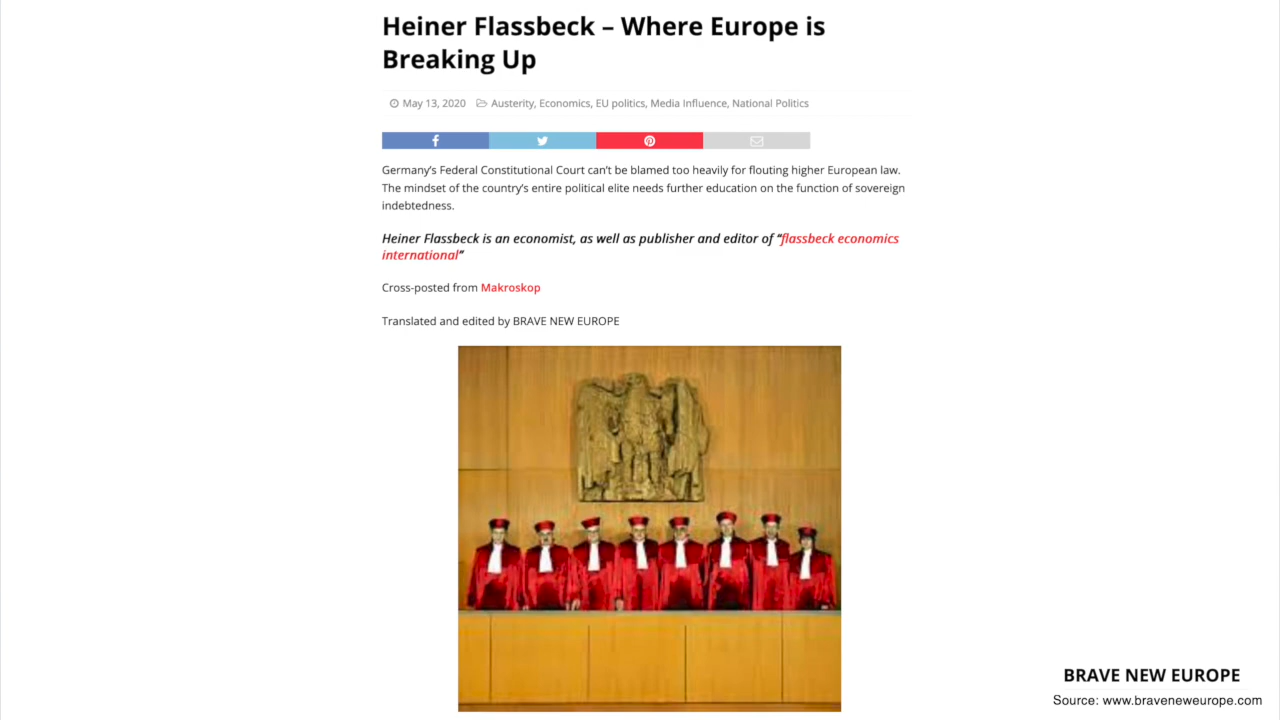 Heiner Flassbeck – Where Europe is
Breaking Up
May 13, 2020 Austerity, Economics, EU politics, Media Influence, National Politics
Germany’s Federal Constitutional Court can’t be blamed too heavily for flouting higher European law.
The mindset of the country’s entire political elite needs further education on the function of sovereign
indebtedness.
Heiner Flassbeck is an economist, as well as publisher and editor of “flassbeck economics
international”
Cross-posted from Makroskop
Translated and edited by BRAVE NEW EUROPE
BRAVE NEW EUROPE
Source: www.braveneweurope.com